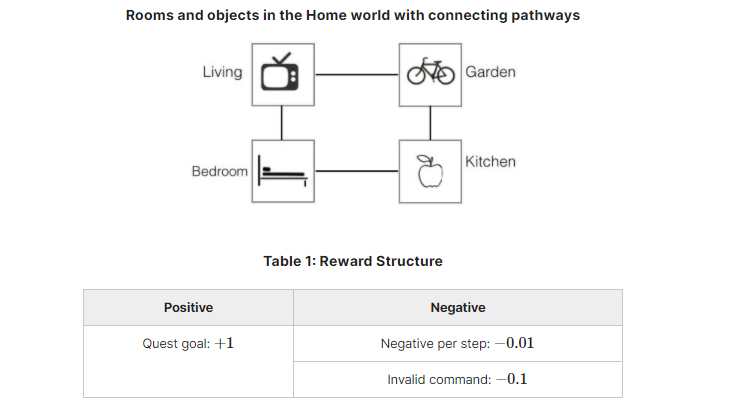 Rooms and objects in the Home world with connecting pathways
Living
Garden
Bedroom
Kitchen
Table 1: Reward Structure
Positive
Negative
Quest goal: +1
Negative per step: −0.01
Invalid command: −0.1